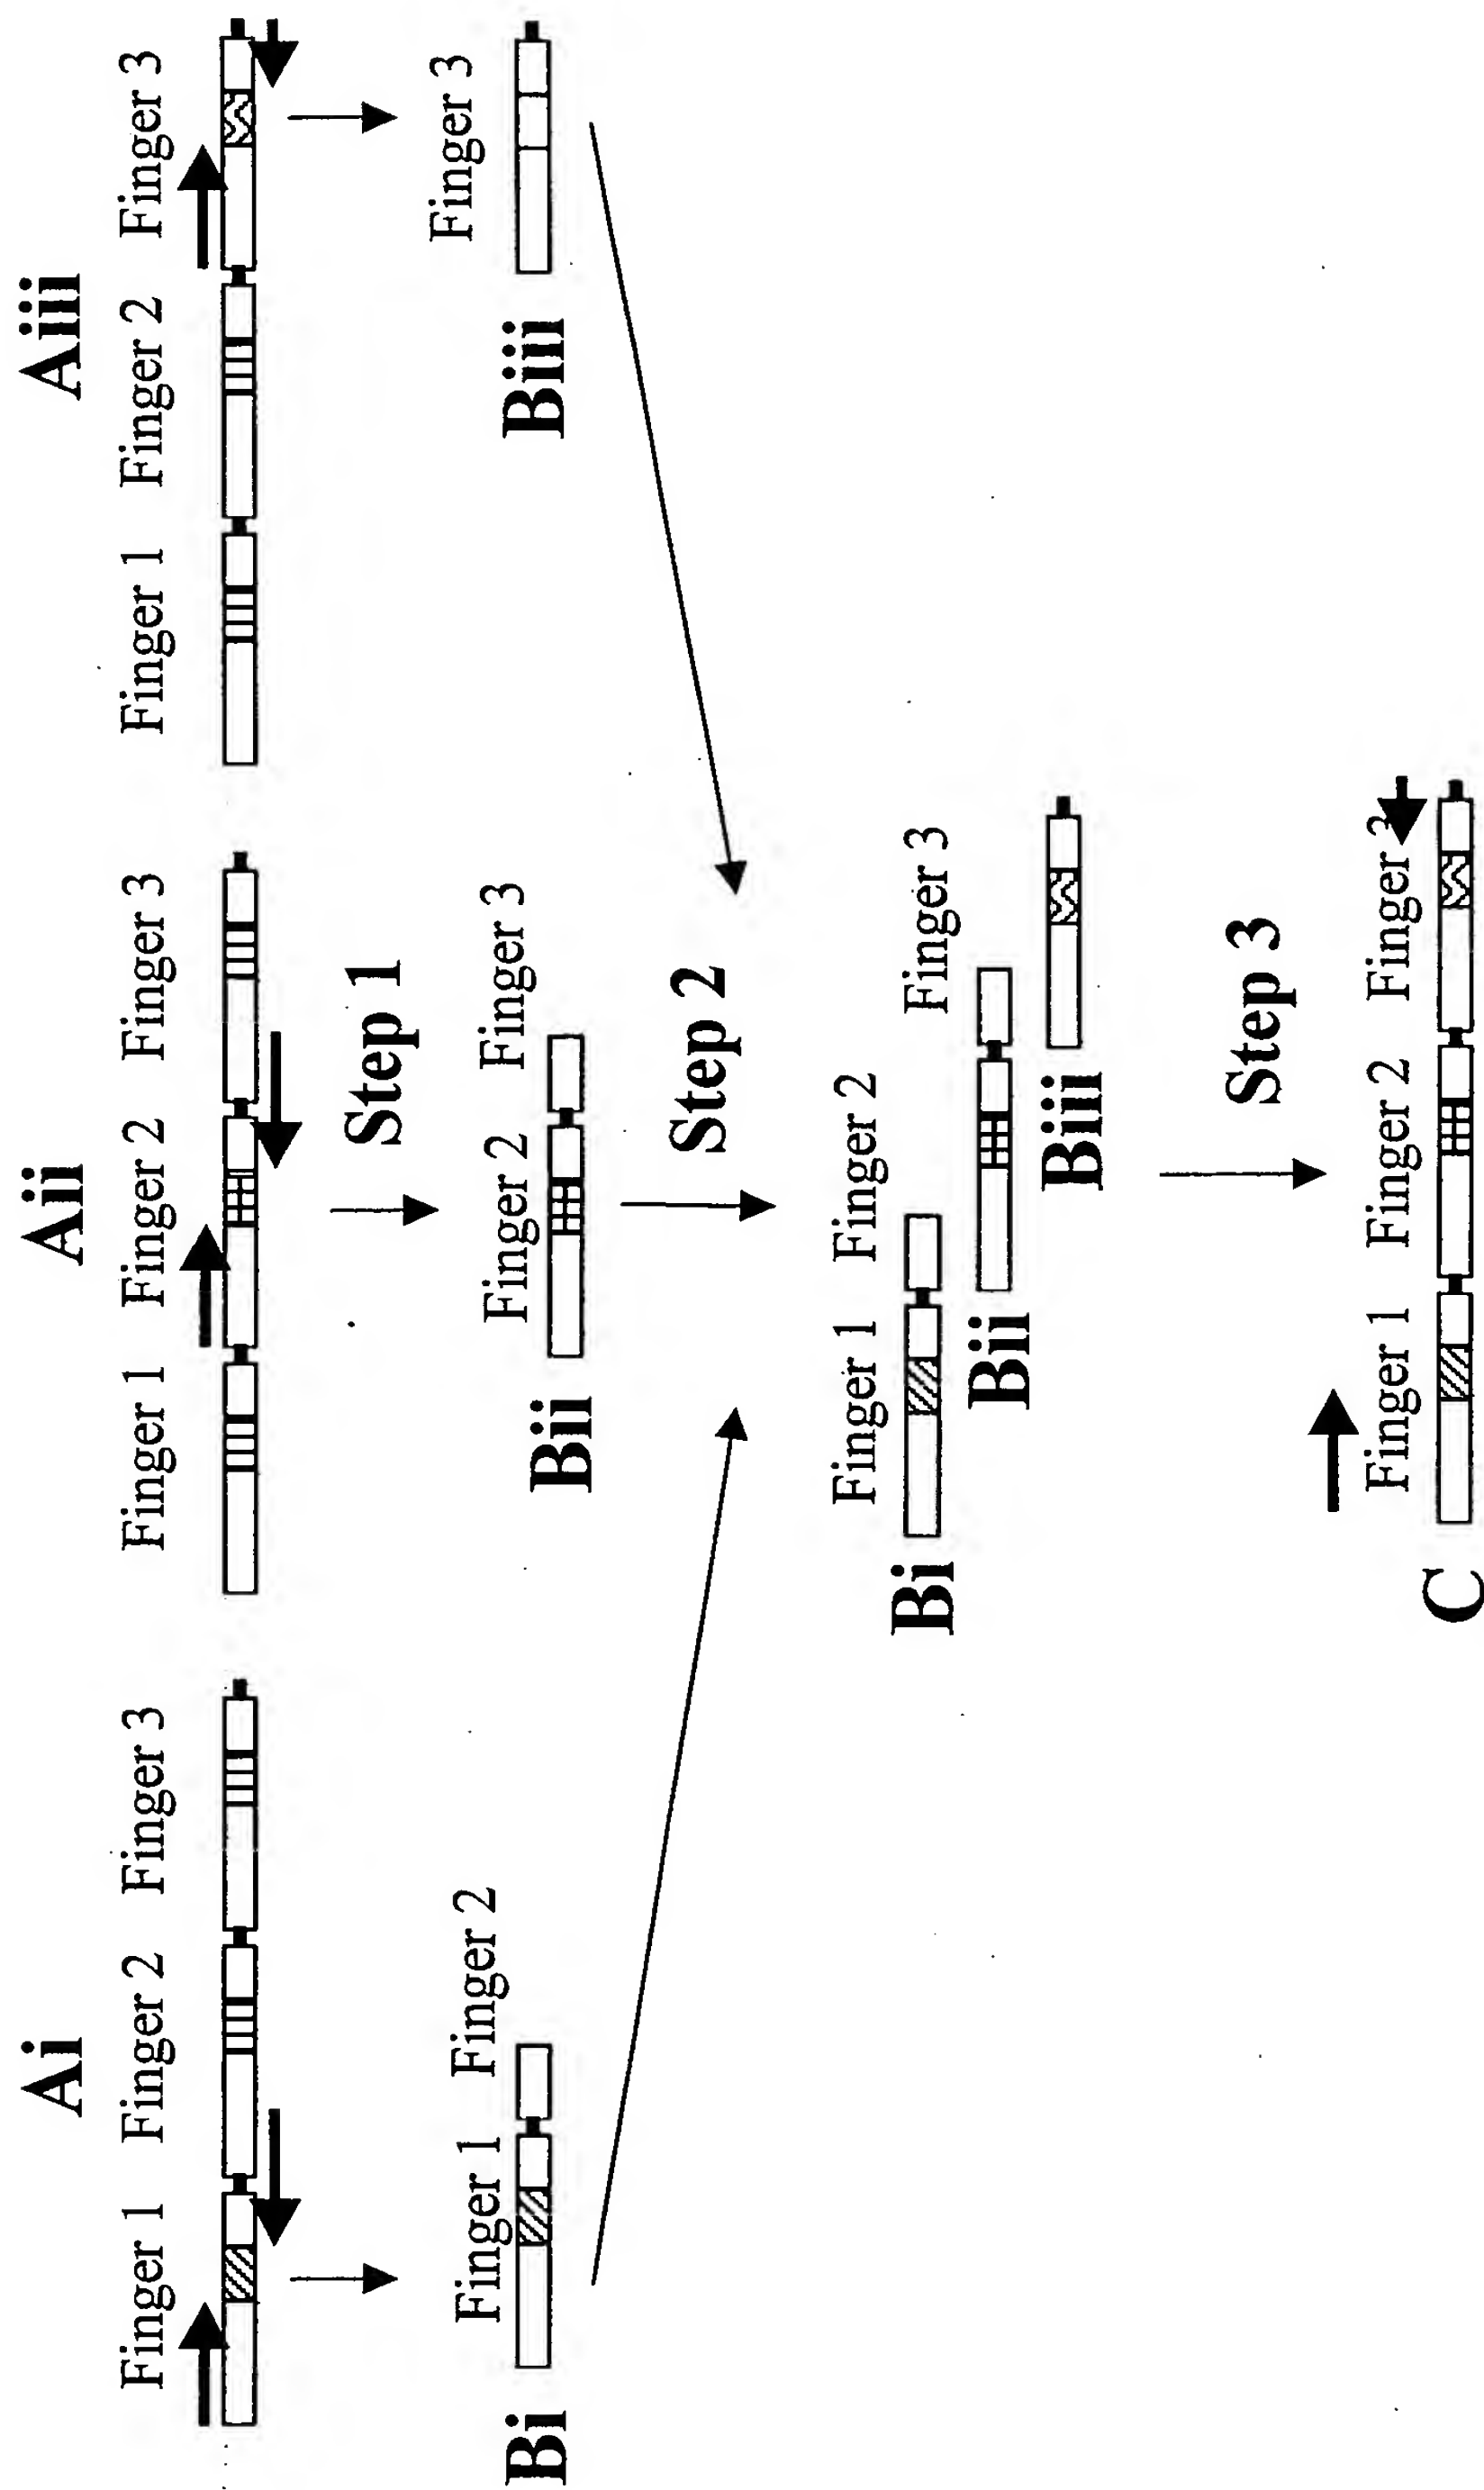 Ai
Aii
Aiii
Finger 1 Finger 2 Finger 3
Finger 1 Finger 2 Finger 3
Finger 1 Finger 2 Finger 3
Step 1
Finger 1 Finger 2
Bi
Finger 2 Finger 3
Bii
Finger 3
Biii
Step 2
Finger 1 Finger 2
Bi
Finger 3
Bii
Biii
Step 3
Finger 1 Finger 2 Finger 3
C